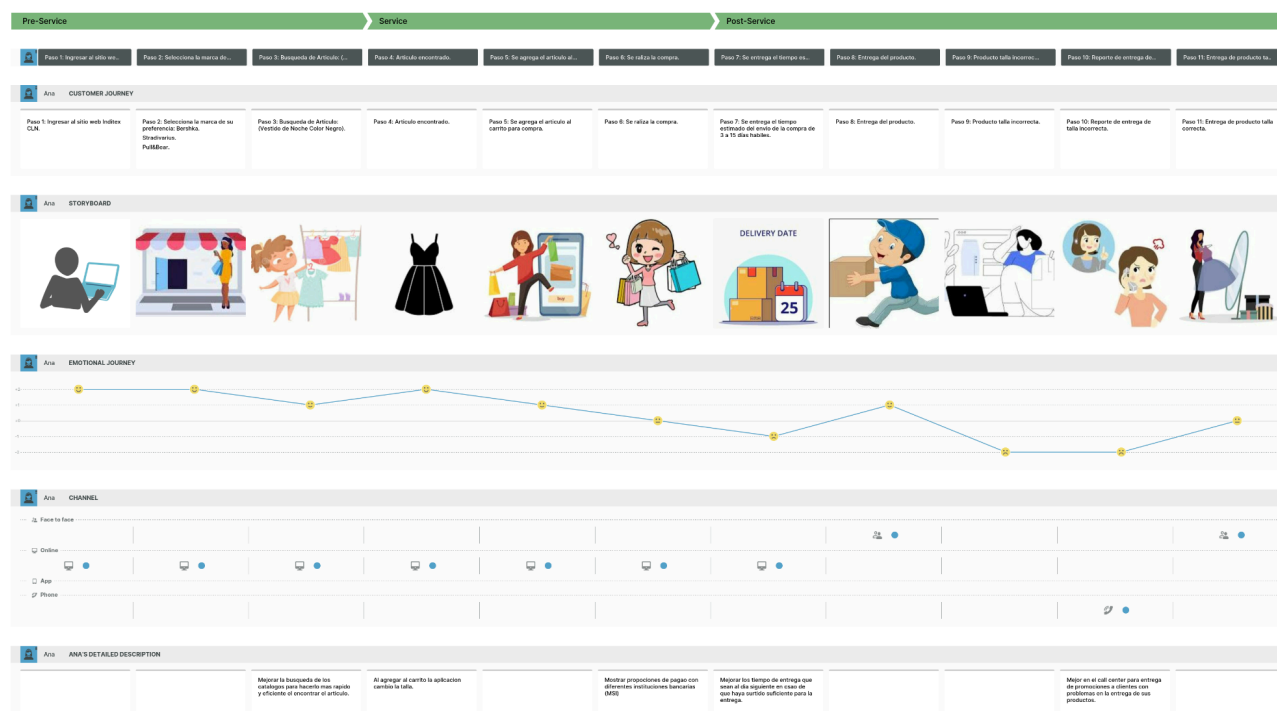 Pre-Service
Service
Post-Service
Paso 1: Ingresar al sitio we...
Paso 2: Selecciona la marca de...
Paso 3: Busqueda de Articulo: (...
Paso 4: Articulo encontrado.
Paso 5: Se agrega el articulo al...
Paso 6: Se raliza la compra.
Paso 7: Se entrega el tiempo es...
Paso 8: Entrega del producto.
Paso 9: Producto talla incorrec...
Paso 10: Reporte de entrega de...
Paso 11: Entrega de producto ta...
Ana CUSTOMER JOURNEY
Paso 1: Ingresar al sitio web Inditex
CLN.
Paso 2: Selecciona la marca de su
preferencia: Bershka.
Stradivarius.
Pull&Bear.
Paso 3: Busqueda de Articulo:
(Vestido de Noche Color Negro).
Paso 4: Articulo encontrado.
Paso 5: Se agrega el articulo al
carrito para compra.
Paso 6: Se raliza la compra.
Paso 7: Se entrega el tiempo
estimado del envio de la compra de
3 a 15 dias habiles.
Paso 8: Entrega del producto.
Paso 9: Producto talla incorrecta.
Paso 10: Reporte de entrega de
talla incorrecta.
Paso 11: Entrega de producto talla
correcta.
Ana STORYBOARD
DELIVERY DATE
25
Ana EMOTIONAL JOURNEY
Ana CHANNEL
Face to face
Online
App
Phone
Ana ANA'S DETAILED DESCRIPTION
Mejorar la busqueda de los
catalogos para hacerlo mas rapido
y eficiente el encontrar el articulo.
Al agregar al carrito la aplicacion
cambio la talla.
Mostrar propociones de pagao con
diferentes instituciones bancarias
(MSI)
Mejorar los tiempo de entrega que
sean al dia siguiente en csao de
que haya surtido suficiente para la
entrega.
Mejor en el call center para entrega
de promociones a clientes con
problemas en la entrega de sus
productos.